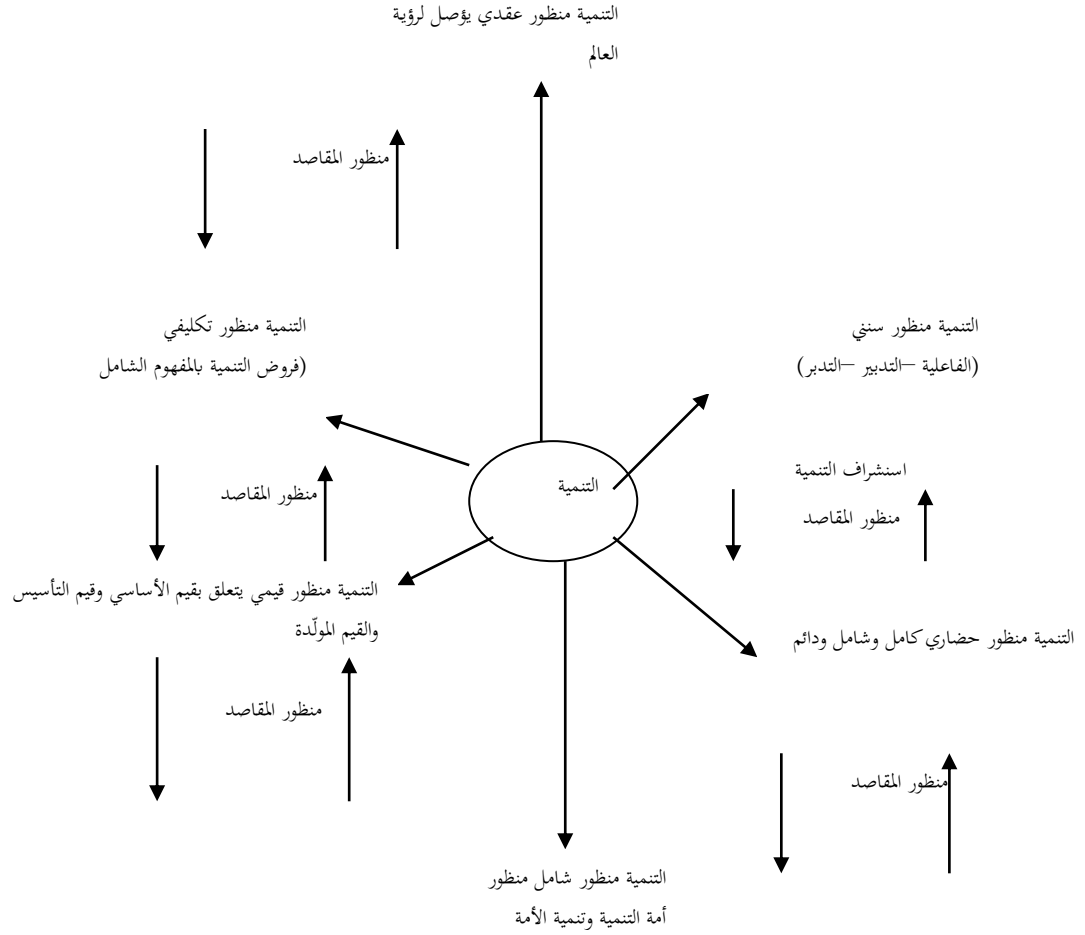 التنمية منظور عقدي يؤصل لرؤية
العالم
منظور المقاصد
التنمية منظور سنني
(الفاعلية –التدبير –التدبر)
التنمية منظور تكليفي
(فروض التنمية بالمفهوم الشامل
استشراف التنمية
منظور المقاصد
التنمية
منظور المقاصد
التنمية منظور قيمي يتعلق بقيم الأساسي وقيم التأسيس
والقيم المولّدة
التنمية منظور حضاري كامل وشامل ودائم
منظور المقاصد
منظور المقاصد
التنمية منظور شامل منظور
أمة التنمية وتنمية الأمة